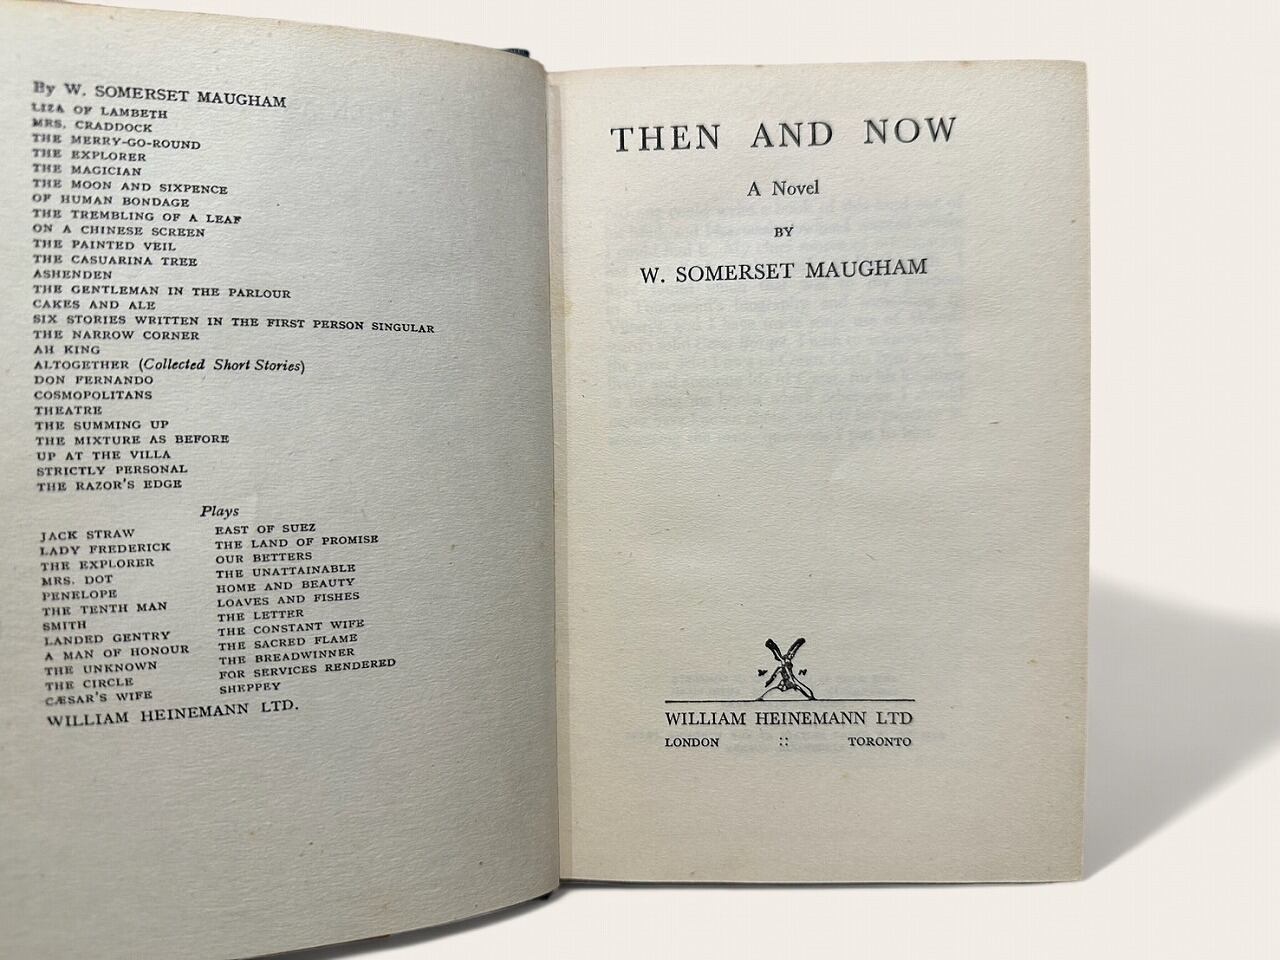 By W. SOMERSET MAUGHAM
LIZA OF LAMBETH
MRS. CRADDOCK
THE MERRY-GO-ROUND
THE EXPLORER
THE MAGICIAN
THE MOON AND SIXPENCE
OF HUMAN BONDAGE
THE TREMBLING OF A LEAF
ON A CHINESE SCREEN
THE PAINTED VEIL
THE CASUARINA TREE
ASHENDEN
THE GENTLEMAN IN THE PARLOUR
CAKES AND ALE
SIX STORIES WRITTEN IN THE FIRST PERSON SINGULAR
THE NARROW CORNER
AH KING
ALTOGETHER (Collected Short Stories)
DON FERNANDO
COSMOPOLITANS
THEATRE
THE SUMMING UP
THE MIXTURE AS BEFORE
UP AT THE VILLA
STRICTLY PERSONAL
THE RAZOR'S EDGE
Plays
JACK STRAW
LADY FREDERICK
THE EXPLORER
MRS. DOT
PENELOPE
THE TENTH MAN
SMITH
LANDED GENTRY
A MAN OF HONOUR
THE UNKNOWN
THE CIRCLE
CÆSAR'S WIFE
EAST OF SUEZ
THE LAND OF PROMISE
OUR BETTERS
THE UNATTAINABLE
HOME AND BEAUTY
LOAVES AND FISHES
THE LETTER
THE CONSTANT WIFE
THE SACRED FLAME
THE BREADWINNER
FOR SERVICES RENDERED
SHEPPEY
WILLIAM HEINEMANN LTD.
THEN AND NOW
A Novel
BY
W. SOMERSET MAUGHAM
W H
WILLIAM HEINEMANN LTD
LONDON :: TORONTO